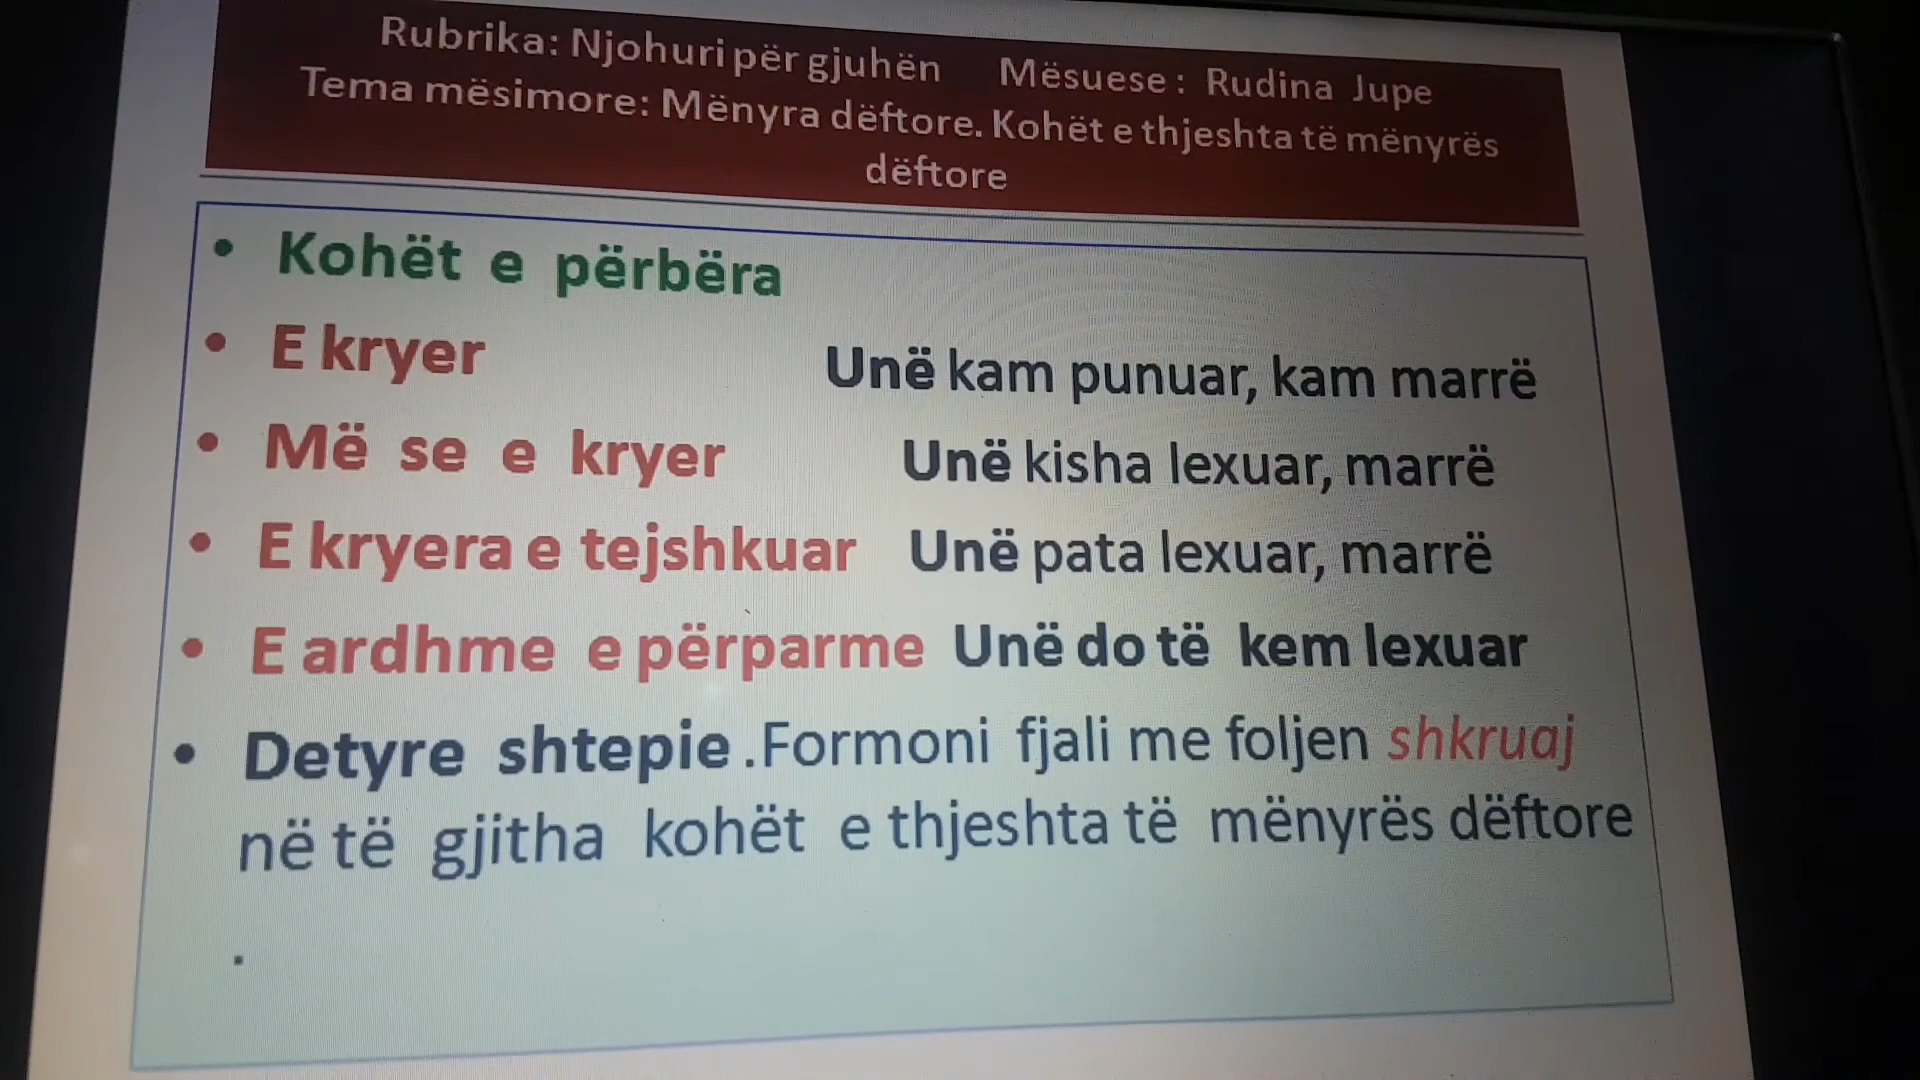 Rubrika: Njohuri për gjuhën Mësuese : Rudina Jupe
Tema mësimore: Mënyra dëftore. Kohët e thjeshta të mënyrës
dëftore
• Kohët e përbëra
• E kryer Unë kam punuar, kam marrë
• Më se e kryer Unë kisha lexuar, marrë
• E kryera e tejshkuar Unë pata lexuar, marrë
• E ardhme e përparme Unë do të kem lexuar
• Detyre shtepie .Formoni fjali me foljen shkruaj
në të gjitha kohët e thjeshta të mënyrës dëftore
.